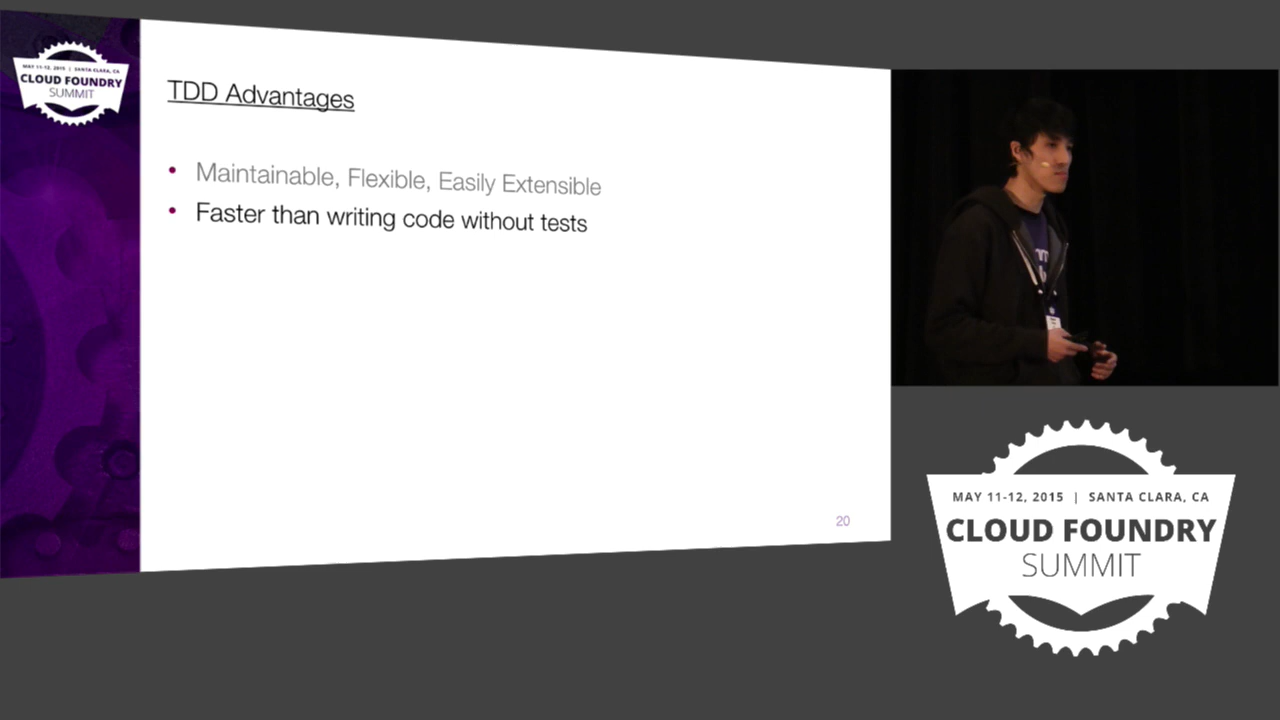 MAY 11-12, 2015 | SANTA CLARA, CA
CLOUD FOUNDRY
SUMMIT
TDD Advantages
• Maintainable, Flexible, Easily Extensible
• Faster than writing code without tests
20
MAY 11-12, 2015 | SANTA CLARA, CA
CLOUD FOUNDRY
SUMMIT